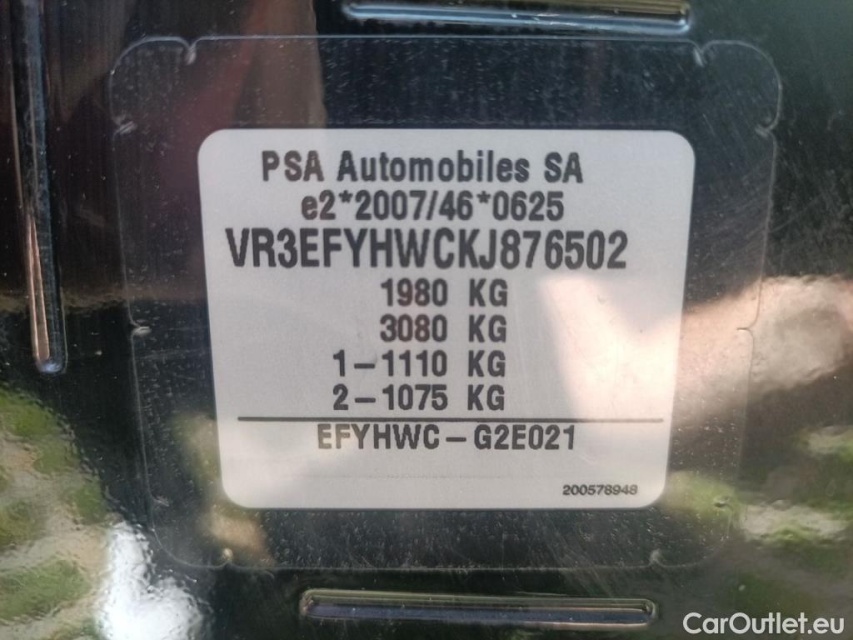 PSA Automobiles SA
e2*2007/46*0625
VR3EFYHWCKJ876502
1980 KG
3080 KG
1-1110 KG
2-1075 KG
EFYHWC-G2E021
200578948
CarOutlet.eu